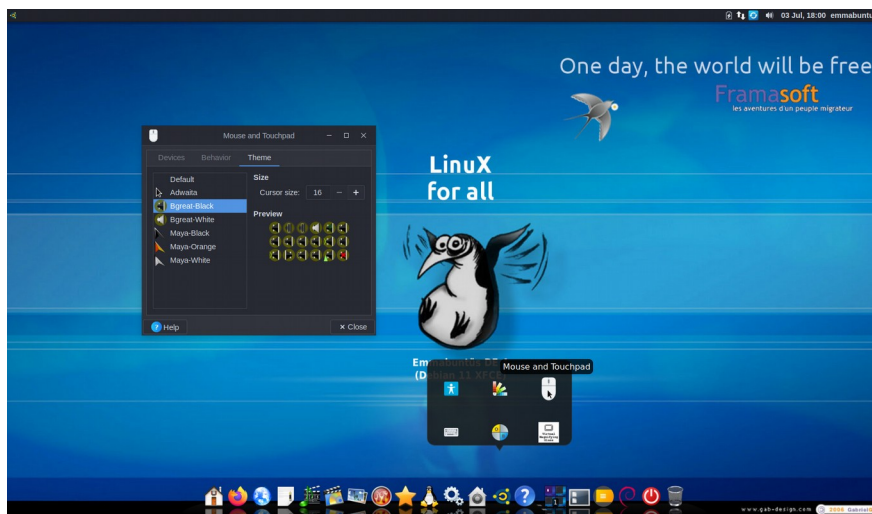 03 Jul, 18:00 emmabuntu
One day, the world will be free
Framasoft
les aventures d'un peuple migrateur
Mouse and Touchpad
Devices Behavior Theme
Default
Adwaita
Bgreat-Black
Bgreat-White
Maya-Black
Maya-Orange
Maya-White
Size
Cursor size: 16
Preview
Help
Close
LinuX
for all
Mouse and Touchpad
www.gab-design.com